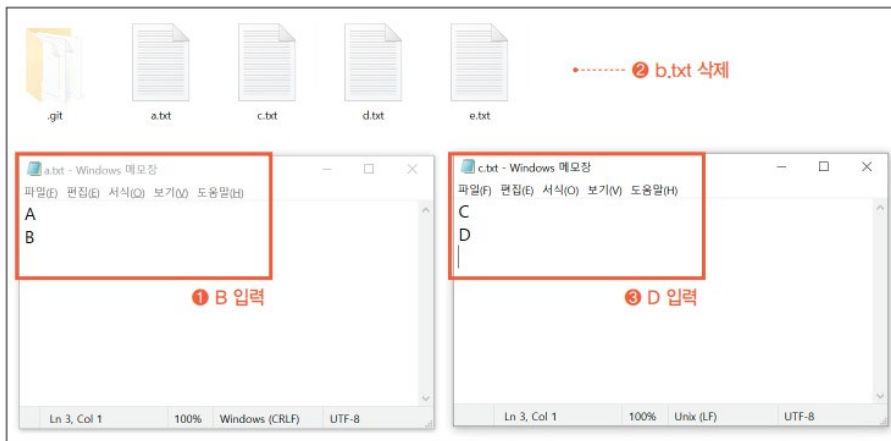 ② b.txt 삭제
.git a.txt c.txt d.txt e.txt
a.txt - Windows 메모장
파일(F) 편집(E) 서식(O) 보기(V) 도움말(H)
A
B
① B 입력
Ln 3, Col 1 100% Windows (CRLF) UTF-8
c.txt - Windows 메모장
파일(F) 편집(E) 서식(O) 보기(V) 도움말(H)
C
D
③ D 입력
Ln 3, Col 1 100% Unix (LF) UTF-8